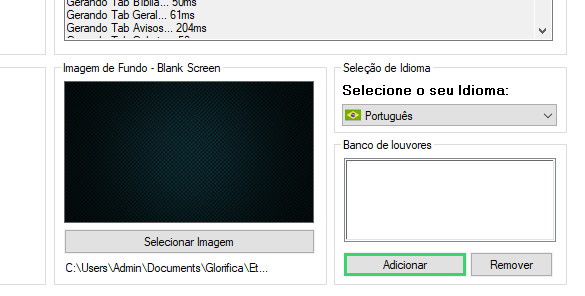 Gerando Tab Bíblia... 50ms
Gerando Tab Geral... 61ms
Gerando Tab Avisos... 204ms
Imagem de Fundo - Blank Screen
Selecionar Imagem
C:\Users\Admin\Documents\Glorifica\Et...
Seleção de Idioma
Selecione o seu Idioma:
Português
Banco de louvores
Adicionar
Remover